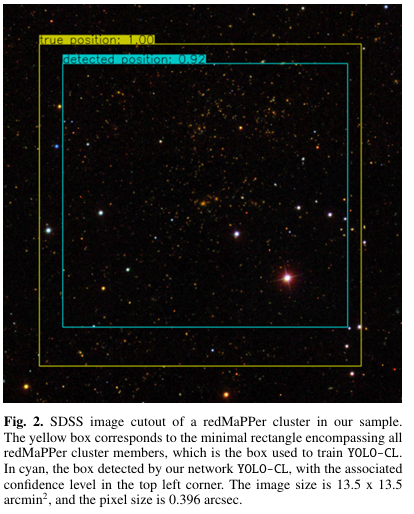 true position: 1.00
detected position: 0.92
Fig. 2. SDSS image cutout of a redMaPPer cluster in our sample.
The yellow box corresponds to the minimal rectangle encompassing all
redMaPPer cluster members, which is the box used to train YOLO-CL.
In cyan, the box detected by our network YOLO-CL, with the associated
confidence level in the top left corner. The image size is 13.5 x 13.5
arcmin², and the pixel size is 0.396 arcsec.